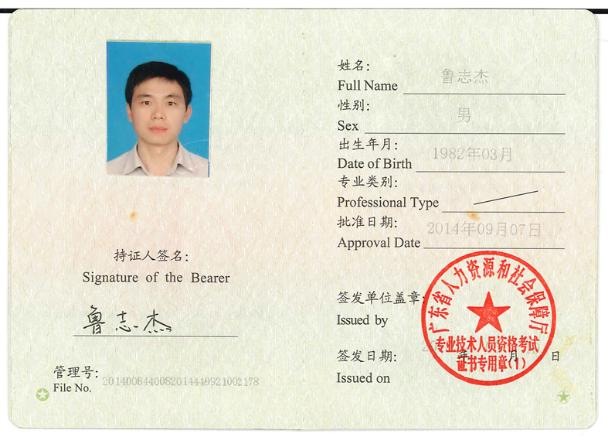 持证人签名:
Signature of the Bearer
鲁志杰
管理号:
File No.
姓名:
Full Name 鲁志杰
性别:
Sex 男
出生年月:
Date of Birth 1982年03月
专业类别:
Professional Type
批准日期:
Approval Date 2014年09月07日
签发单位盖章:
Issued by
签发日期:
Issued on 年 月 日
广东省人力资源和社会保障厅
专业技术人员资格考试
证书专用章(1)